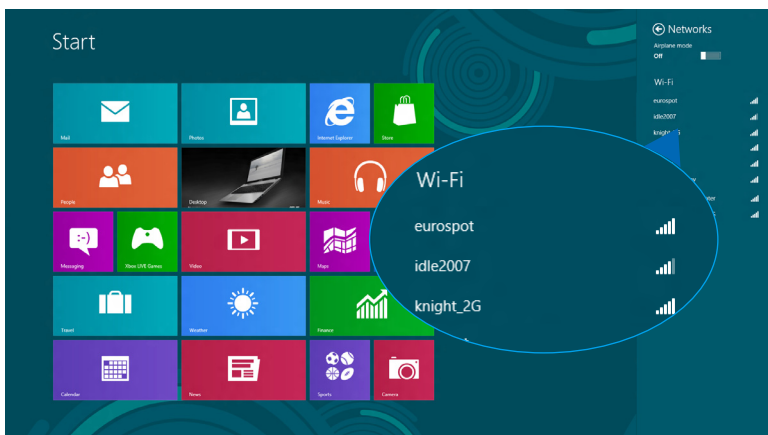 Start
Networks
Airplane mode
Off
Wi-Fi
eurospot
idle2007
Mail
Photos
Internet Explorer
Store
People
Desktop
Music
Wi-Fi
eurospot
idle2007
knight_2G
Messaging
Xbox LIVE Games
Video
Maps
Travel
Weather
Finance
Calendar
News
Sports
Camera